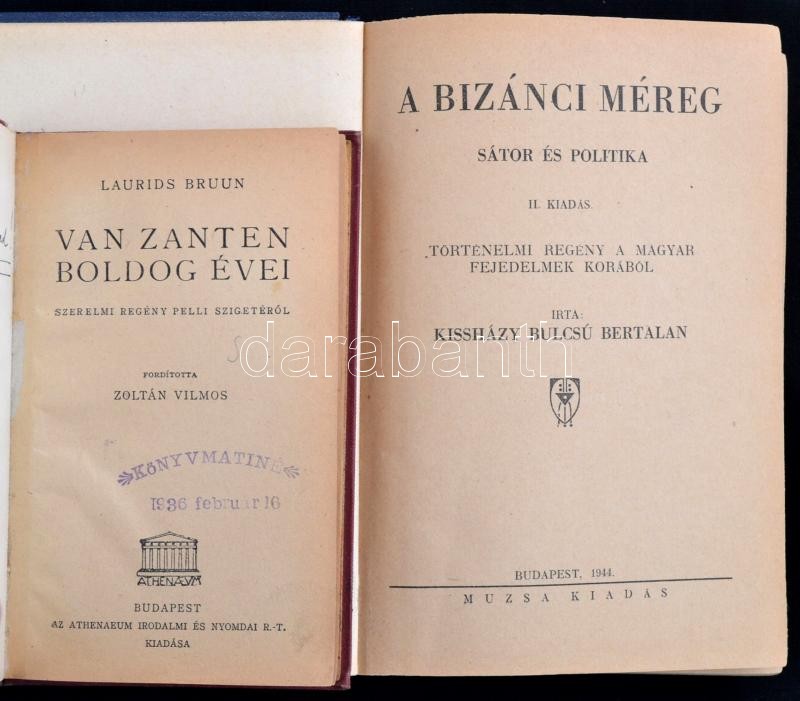 LAURIDS BRUUN
VAN ZANTEN
BOLDOG ÉVEI
SZERELMI REGÉNY PELLI SZIGETÉRŐL
FORDÍTOTTA
ZOLTÁN VILMOS
KÖNYVMATINÉ
1936 február 16
ATHENAEUM
BUDAPEST
AZ ATHENAEUM IRODALMI ÉS NYOMDAI R.-T.
KIADÁSA
A BIZÁNCI MÉREG
SÁTOR ÉS POLITIKA
II. KIADÁS.
TÖRTÉNELMI REGÉNY A MAGYAR
FEJEDELMEK KORÁBÓL
IRTA:
KISSHÁZY BULCSÚ BERTALAN
BUDAPEST, 1944.
MUZSA KIADÁS
darabanth